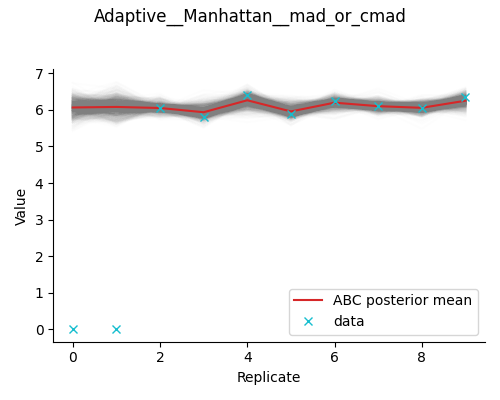 Adaptive__Manhattan__mad_or_cmad
7
6
5
4
3
2
1
0
Value
0 2 4 6 8
Replicate
ABC posterior mean
data